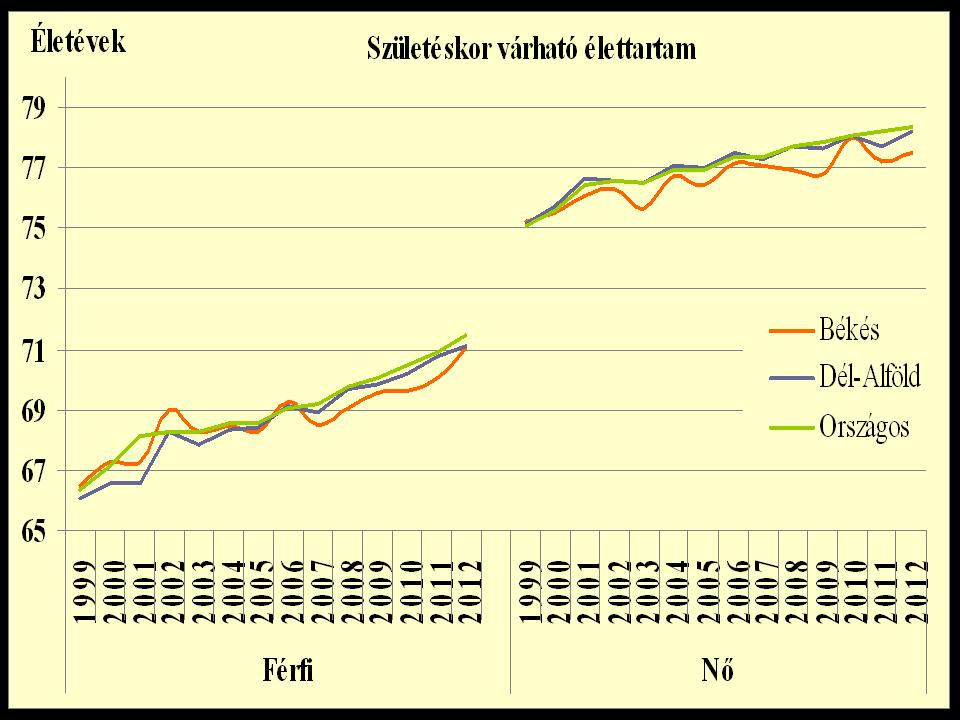 Életévek
Születéskor várható élettartam
79
77
75
73
71
69
67
65
Békés
Dél-Alföld
Országos
1999 2000 2001 2002 2003 2004 2005 2006 2007 2008 2009 2010 2011 2012 1999 2000 2001 2002 2003 2004 2005 2006 2007 2008 2009 2010 2011 2012
Férfi Nő